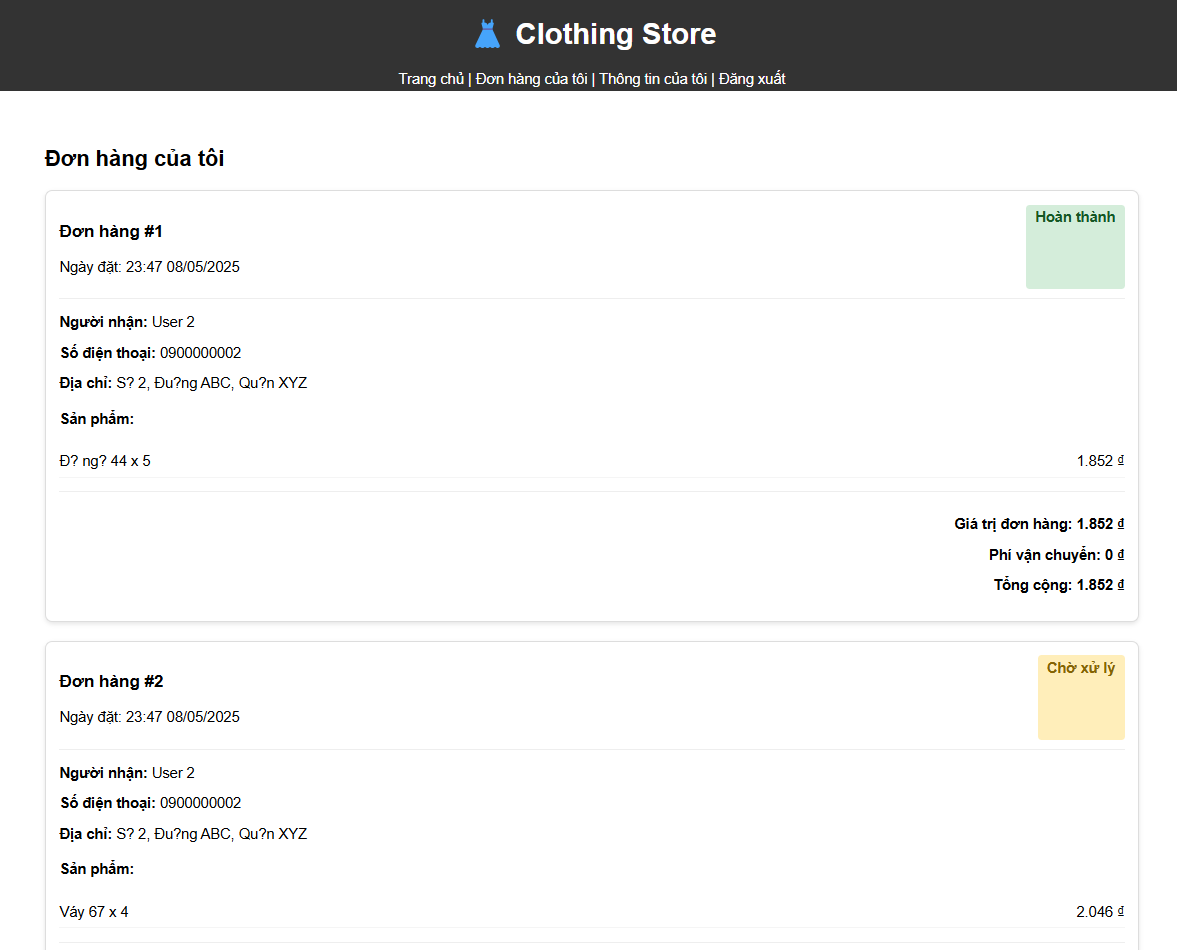 Clothing Store
Trang chủ | Đơn hàng của tôi | Thông tin của tôi | Đăng xuất
Đơn hàng của tôi
Đơn hàng #1
Hoàn thành
Ngày đặt: 23:47 08/05/2025
Người nhận: User 2
Số điện thoại: 0900000002
Địa chỉ: S? 2, Đu?ng ABC, Qu?n XYZ
Sản phẩm:
Đ? ng? 44 x 5 1.852 ₫
Giá trị đơn hàng: 1.852 ₫
Phí vận chuyển: 0 ₫
Tổng cộng: 1.852 ₫
Đơn hàng #2
Chờ xử lý
Ngày đặt: 23:47 08/05/2025
Người nhận: User 2
Số điện thoại: 0900000002
Địa chỉ: S? 2, Đu?ng ABC, Qu?n XYZ
Sản phẩm:
Váy 67 x 4 2.046 ₫